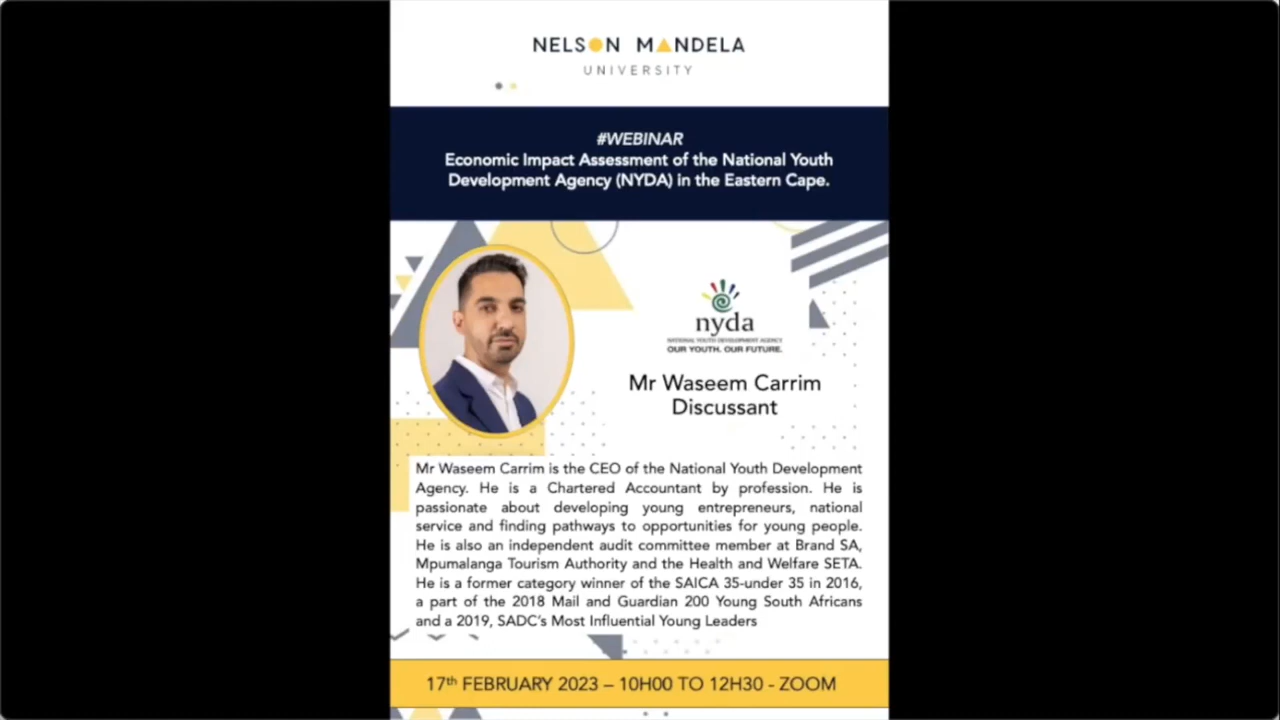 NELSON MANDELA
UNIVERSITY
#WEBINAR
Economic Impact Assessment of the National Youth
Development Agency (NYDA) in the Eastern Cape.
nyda
NATIONAL YOUTH DEVELOPMENT AGENCY
OUR YOUTH. OUR FUTURE.
Mr Waseem Carrim
Discussant
Mr Waseem Carrim is the CEO of the National Youth Development
Agency. He is a Chartered Accountant by profession. He is
passionate about developing young entrepreneurs, national
service and finding pathways to opportunities for young people.
He is also an independent audit committee member at Brand SA,
Mpumalanga Tourism Authority and the Health and Welfare SETA.
He is a former category winner of the SAICA 35-under 35 in 2016,
a part of the 2018 Mail and Guardian 200 Young South Africans
and a 2019, SADC's Most Influential Young Leaders
17th FEBRUARY 2023 – 10H00 TO 12H30 - ZOOM